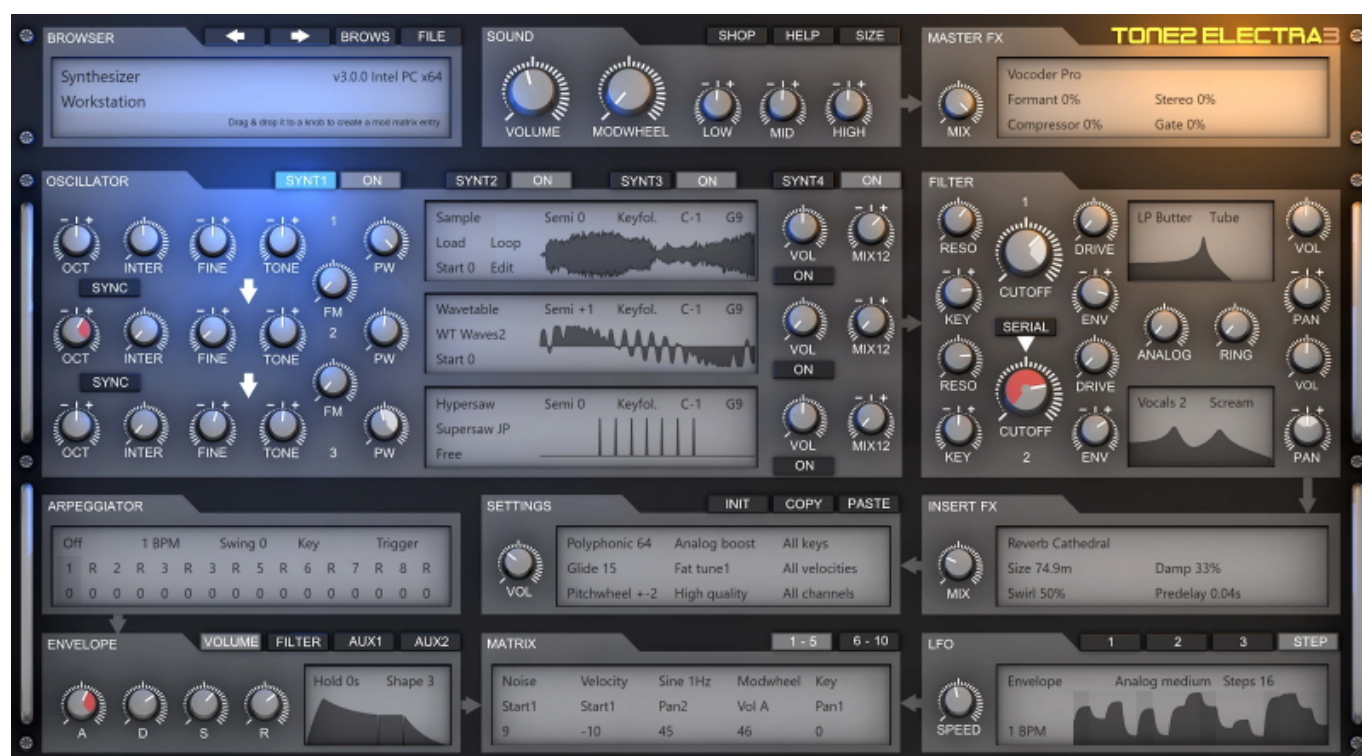 BROWSER BROWS FILE
Synthesizer v3.0.0 Intel PC x64
Workstation
Drag & drop it to a knob to create a mod matrix entry
SOUND SHOP HELP SIZE
VOLUME MODWHEEL LOW MID HIGH
MASTER FX TONE2 ELECTRA3
Vocoder Pro
Formant 0% Stereo 0%
MIX Compressor 0% Gate 0%
OSCILLATOR SYNT1 ON SYNT2 ON SYNT3 ON SYNT4 ON
1
OCT INTER FINE TONE PW
SYNC FM
2
OCT INTER FINE TONE PW
SYNC FM
OCT INTER FINE TONE 3 PW
Sample Semi 0 Keyfol. C-1 G9
Load Loop
Start 0 Edit
VOL MIX12
ON
Wavetable Semi +1 Keyfol. C-1 G9
WT Waves2
Start 0
VOL MIX12
ON
Hypersaw Semi 0 Keyfol. C-1 G9
Supersaw JP
Free
VOL MIX12
ON
FILTER
1
RESO DRIVE
CUTOFF
KEY ENV
SERIAL
RESO DRIVE
CUTOFF
KEY 2 ENV
LP Butter Tube
VOL
PAN
ANALOG RING
VOL
Vocals 2 Scream
PAN
ARPEGGIATOR
Off 1 BPM Swing 0 Key Trigger
1 R 2 R 3 R 3 R 5 R 6 R 7 R 8 R
0 0 0 0 0 0 0 0 0 0 0 0 0 0 0 0
SETTINGS INIT COPY PASTE
Polyphonic 64 Analog boost All keys
Glide 15 Fat tune1 All velocities
VOL Pitchwheel +-2 High quality All channels
INSERT FX
Reverb Cathedral
Size 74.9m Damp 33%
MIX Swirl 50% Predelay 0.04s
ENVELOPE VOLUME FILTER AUX1 AUX2
Hold 0s Shape 3
A D S R
MATRIX 1 - 5 6 - 10
Noise Velocity Sine 1Hz Modwheel Key
Start1 Start1 Pan2 Vol A Pan1
9 -10 45 46 0
LFO 1 2 3 STEP
Envelope Analog medium Steps 16
SPEED 1 BPM